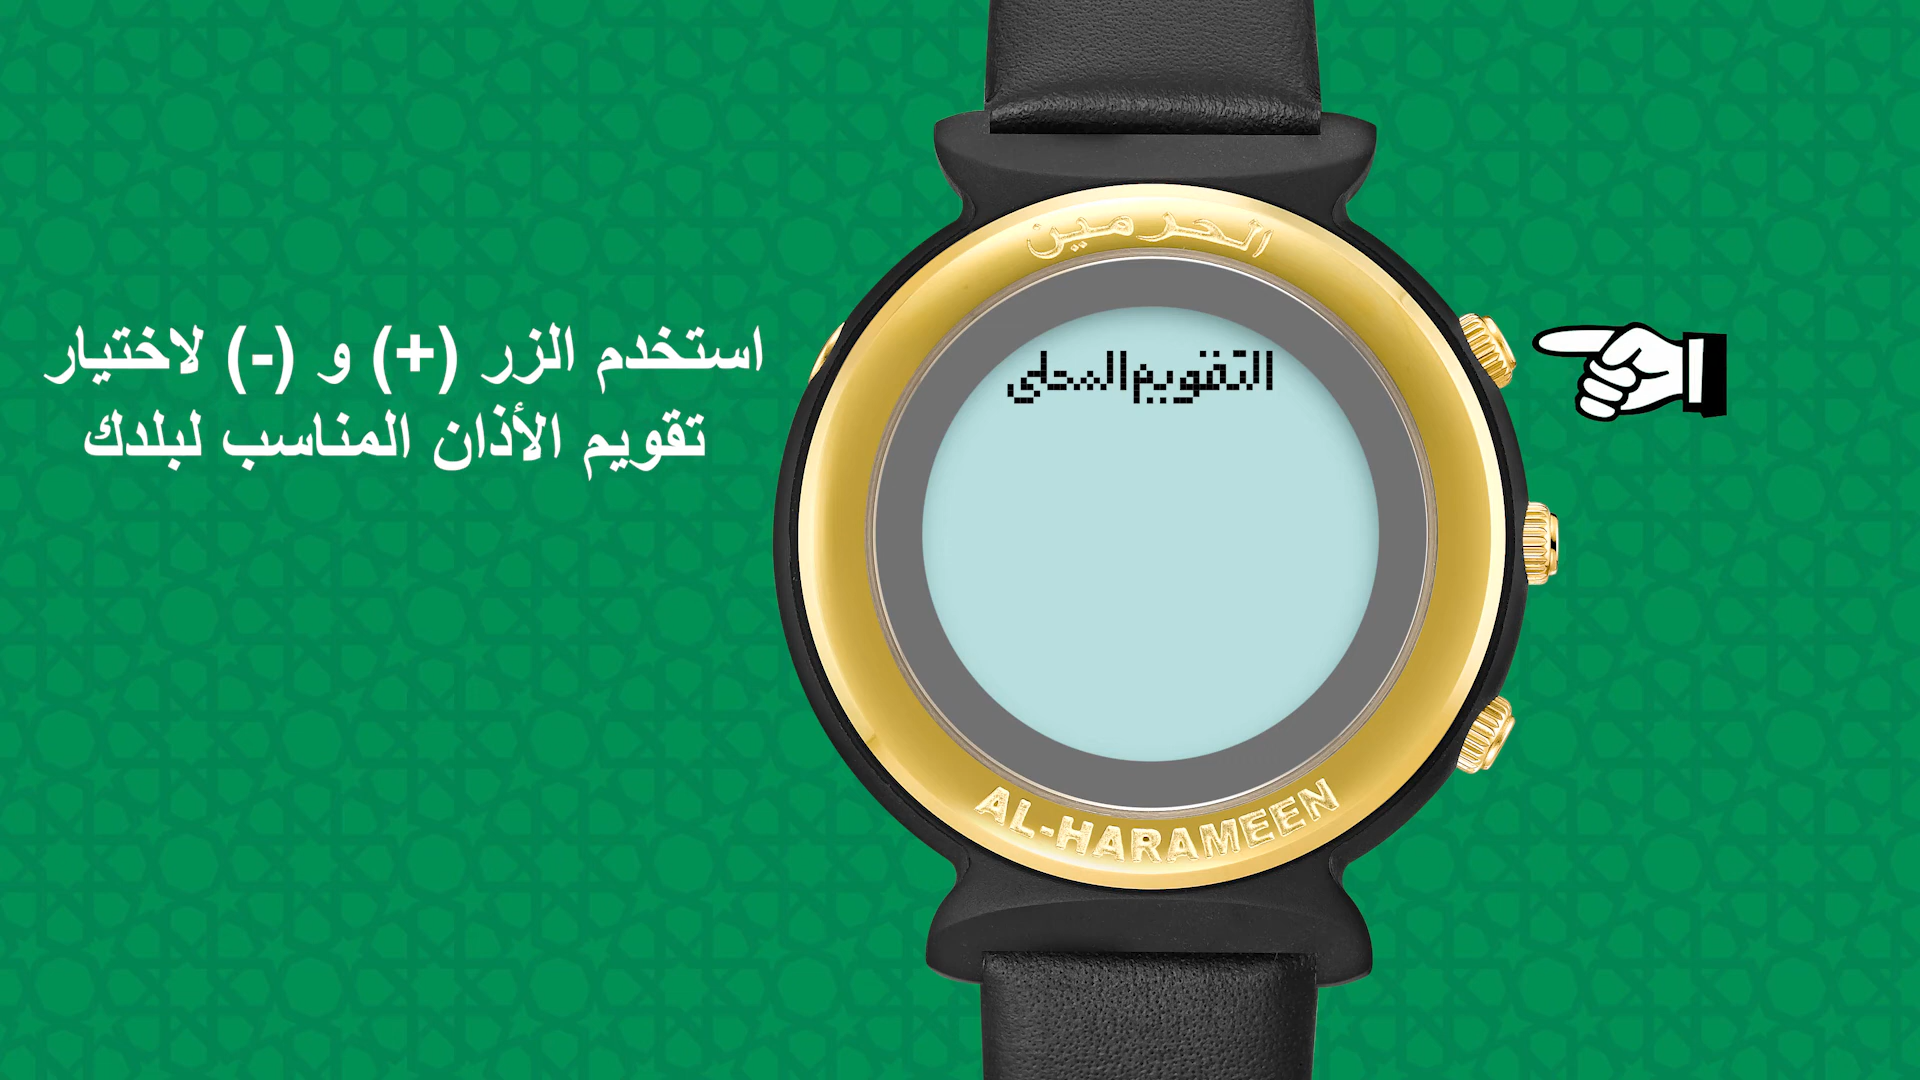 استخدم الزر (+) و (-) لاختيار
تقويم الأذان المناسب لبلدك
الحرمين
التقويم المحلي
AL-HARAMEEN